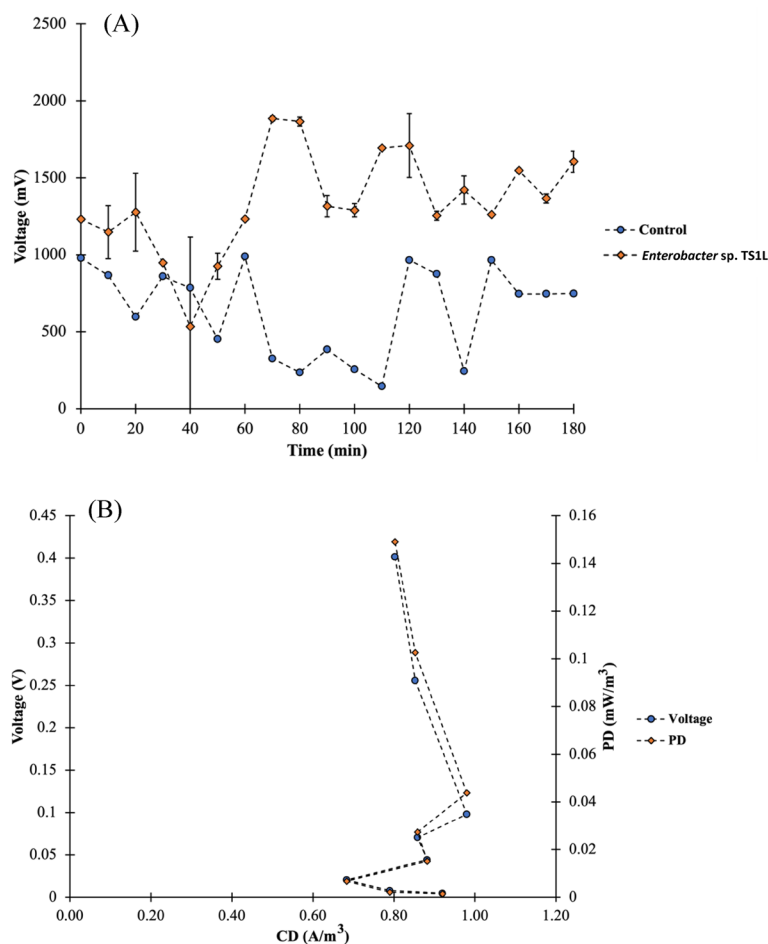 (A)
2500
2000
1500
1000
500
0
Voltage (mV)
0 20 40 60 80 100 120 140 160 180
Time (min)
Control
Enterobacter sp. TS1L
(B)
0.45
0.4
0.35
0.3
0.25
0.2
0.15
0.1
0.05
0
Voltage (V)
0.16
0.14
0.12
0.1
0.08
0.06
0.04
0.02
0
PD (mW/m³)
0.00 0.20 0.40 0.60 0.80 1.00 1.20
CD (A/m³)
Voltage
PD